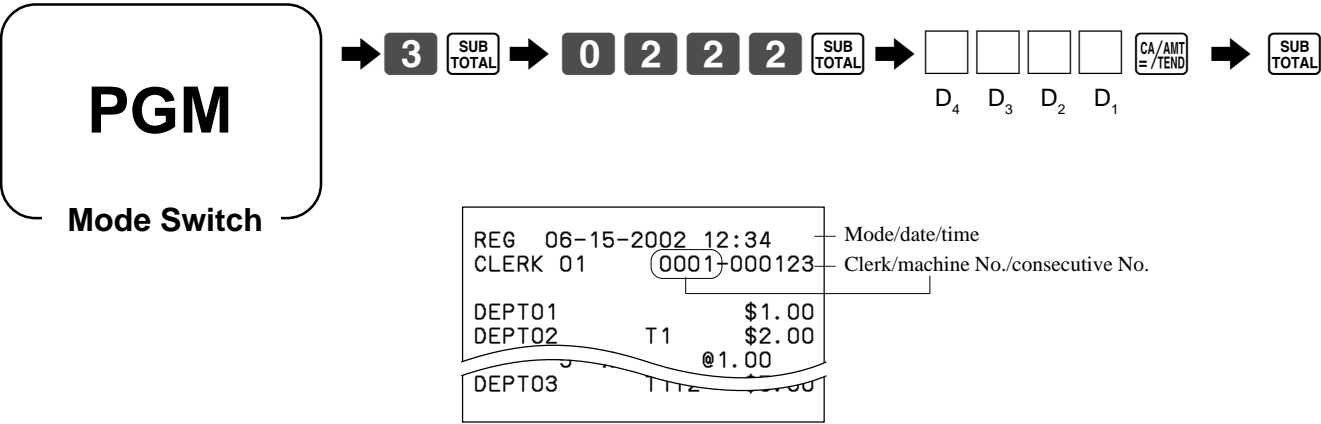 PGM
Mode Switch
3 SUB TOTAL 0 2 2 2 SUB TOTAL CA/AMT =/TEND SUB TOTAL
D4 D3 D2 D1
REG 06-15-2002 12:34 Mode/date/time
CLERK 01 0001-000123 Clerk/machine No./consecutive No.
DEPT01 $1.00
DEPT02 T1 $2.00
@1.00
DEPT03